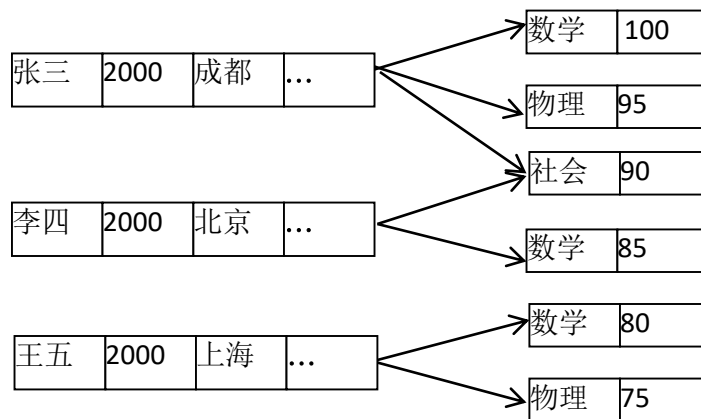 数学 100
张三 2000 成都 ...
物理 95
社会 90
李四 2000 北京 ...
数学 85
数学 80
王五 2000 上海 ...
物理 75